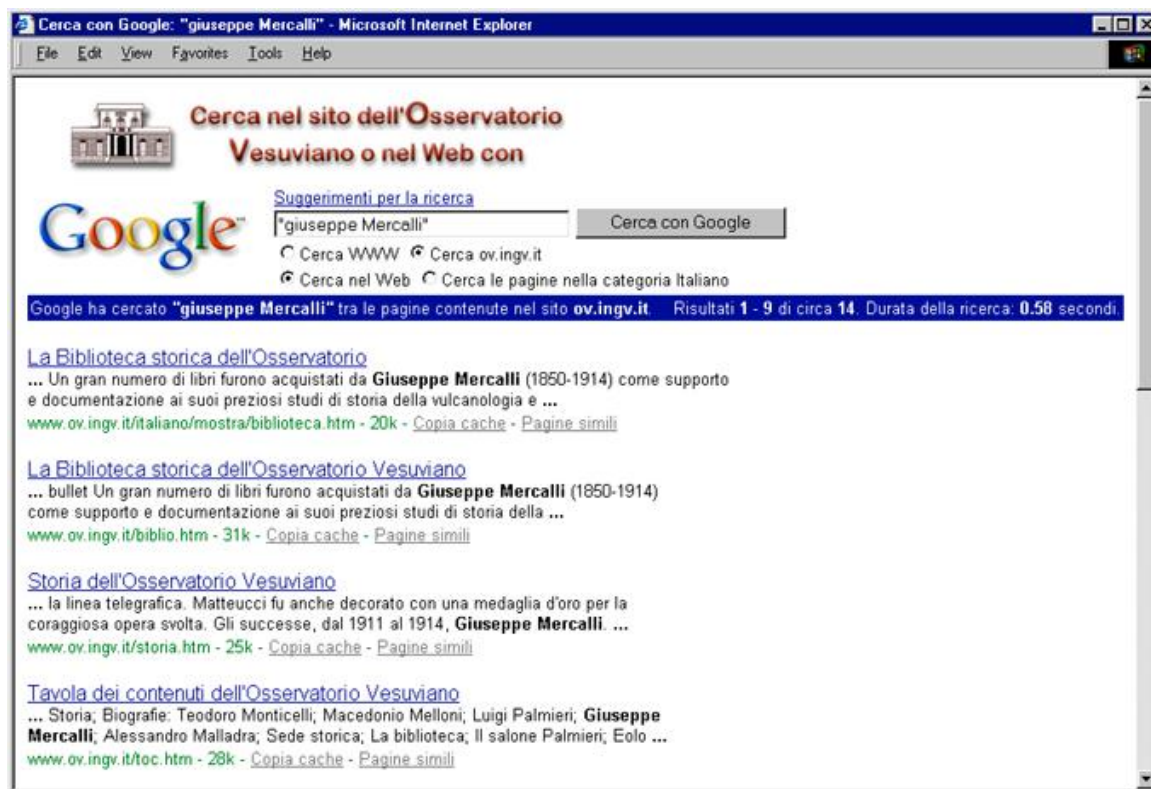 Cerca con Google: "giuseppe Mercalli" - Microsoft Internet Explorer
File Edit View Favorites Tools Help
Cerca nel sito dell'Osservatorio
Vesuviano o nel Web con
Google™
Suggerimenti per la ricerca
"giuseppe Mercalli" Cerca con Google
Cerca WWW Cerca ov.ingv.it
Cerca nel Web Cerca le pagine nella categoria Italiano
Google ha cercato "giuseppe Mercalli" tra le pagine contenute nel sito ov.ingv.it. Risultati 1 - 9 di circa 14. Durata della ricerca: 0.58 secondi.
La Biblioteca storica dell'Osservatorio
... Un gran numero di libri furono acquistati da Giuseppe Mercalli (1850-1914) come supporto
e documentazione ai suoi preziosi studi di storia della vulcanologia e ...
www.ov.ingv.it/italiano/mostra/biblioteca.htm - 20k - Copia cache - Pagine simili
La Biblioteca storica dell'Osservatorio Vesuviano
... bullet Un gran numero di libri furono acquistati da Giuseppe Mercalli (1850-1914)
come supporto e documentazione ai suoi preziosi studi di storia della ...
www.ov.ingv.it/biblio.htm - 31k - Copia cache - Pagine simili
Storia dell'Osservatorio Vesuviano
... la linea telegrafica. Matteucci fu anche decorato con una medaglia d'oro per la
coraggiosa opera svolta. Gli successe, dal 1911 al 1914, Giuseppe Mercalli. ...
www.ov.ingv.it/storia.htm - 25k - Copia cache - Pagine simili
Tavola dei contenuti dell'Osservatorio Vesuviano
... Storia; Biografie: Teodoro Monticelli; Macedonio Melloni; Luigi Palmieri; Giuseppe
Mercalli; Alessandro Malladra; Sede storica; La biblioteca; Il salone Palmieri; Eolo ...
www.ov.ingv.it/toc.htm - 28k - Copia cache - Pagine simili